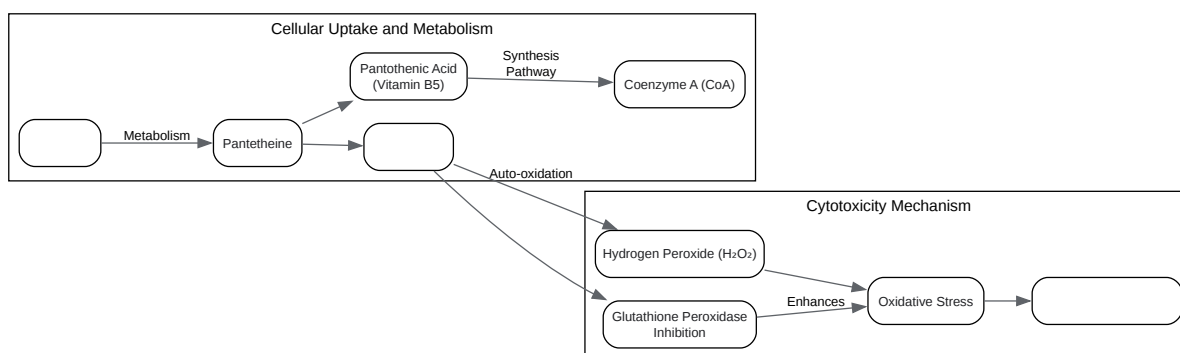 Cellular Uptake and Metabolism
Synthesis
Pathway
Pantothenic Acid
(Vitamin B5)
Coenzyme A (CoA)
Metabolism
Pantetheine
Auto-oxidation
Cytotoxicity Mechanism
Hydrogen Peroxide (H₂O₂)
Enhances
Oxidative Stress
Glutathione Peroxidase
Inhibition